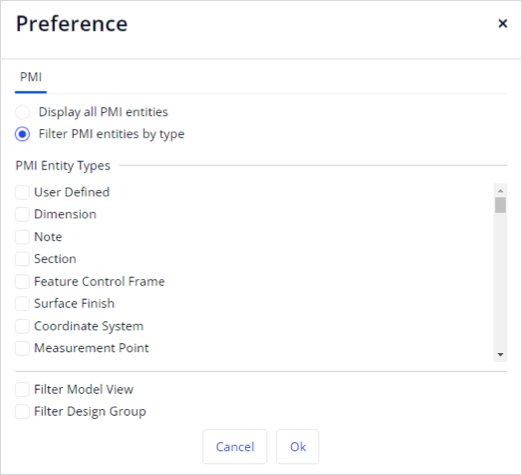 Preference
PMI
Display all PMI entities
Filter PMI entities by type
PMI Entity Types
User Defined
Dimension
Note
Section
Feature Control Frame
Surface Finish
Coordinate System
Measurement Point
Filter Model View
Filter Design Group
Cancel Ok